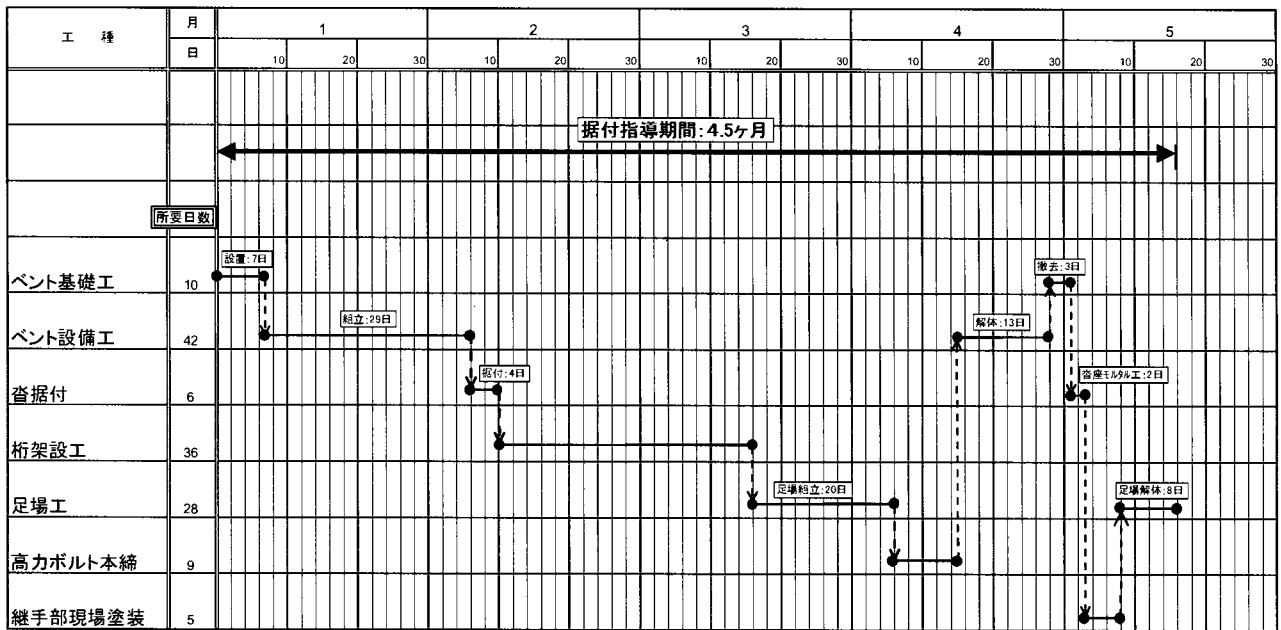 工 種
月
1
2
3
4
5
日
10
20
30
10
20
30
10
20
30
10
20
30
10
20
30
据付指導期間:4.5ヶ月
所要日数
設置:7日
撤去:3日
ベント基礎工
10
組立:29日
解体:13日
ベント設備工
42
据付:4日
沓座モルタル工:2日
沓据付
6
桁架設工
36
足場組立:20日
足場解体:8日
足場工
28
高力ボルト本締
9
継手部現場塗装
5